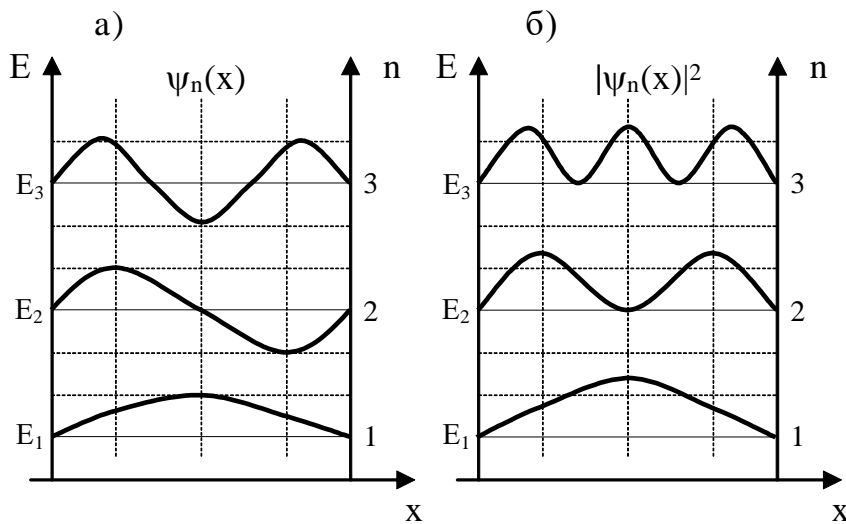 а)
E ψₙ(x) n
E₃ 3
E₂ 2
E₁ 1
x
б)
E |ψₙ(x)|² n
E₃ 3
E₂ 2
E₁ 1
x